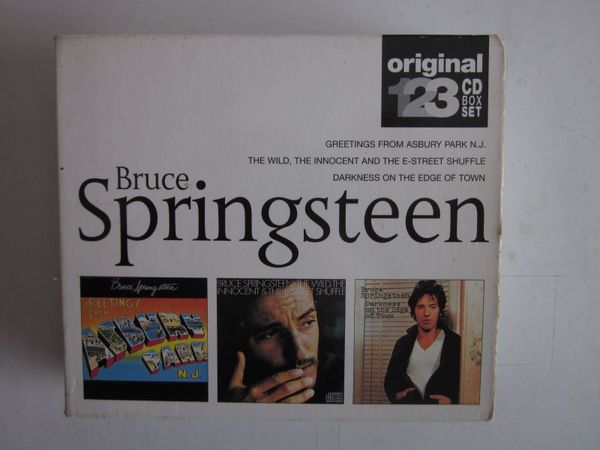 original
123 CD
BOX
SET
GREETINGS FROM ASBURY PARK N.J.
THE WILD, THE INNOCENT AND THE E-STREET SHUFFLE
DARKNESS ON THE EDGE OF TOWN
Bruce
Springsteen
Bruce Springsteen
GREETINGS
FROM
ASBURY
PARK
N.J.
BRUCE SPRINGSTEEN, THE WILD, THE
INNOCENT & THE E STREET SHUFFLE
Bruce
Springsteen
Darkness
on the Edge
of Town